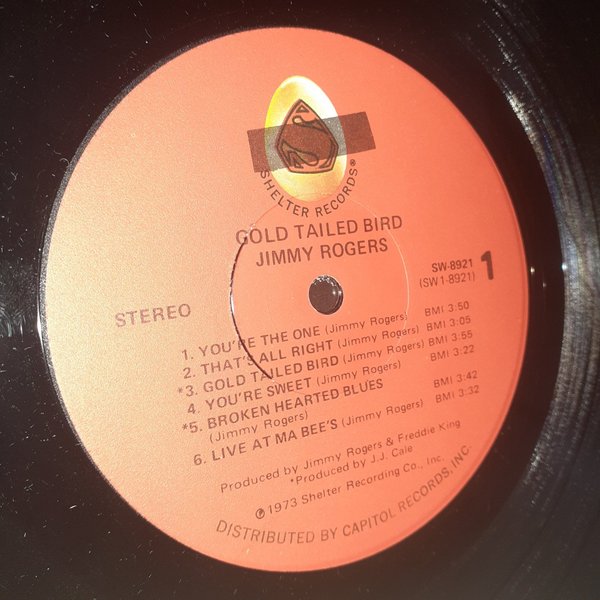 SHELTER RECORDS®
GOLD TAILED BIRD
JIMMY ROGERS
SW-8921
(SW1-8921)
1
STEREO
1. YOU'RE THE ONE (Jimmy Rogers) BMI 3:50
2. THAT'S ALL RIGHT (Jimmy Rogers) BMI 3:05
*3. GOLD TAILED BIRD (Jimmy Rogers) BMI 3:55
4. YOU'RE SWEET (Jimmy Rogers) BMI 3:22
*5. BROKEN HEARTED BLUES
(Jimmy Rogers) BMI 3:42
6. LIVE AT MA BEE'S (Jimmy Rogers) BMI 3:32
Produced by Jimmy Rogers & Freddie King
*Produced by J.J. Cale
℗1973 Shelter Recording Co., Inc.
DISTRIBUTED BY CAPITOL RECORDS, INC.